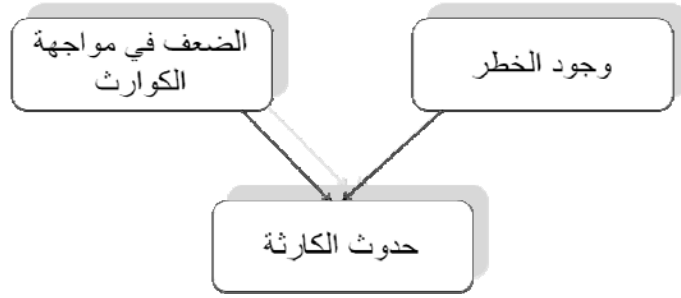 وجود الخطر
الضعف في مواجهة
الكوارث
حدوث الكارثة